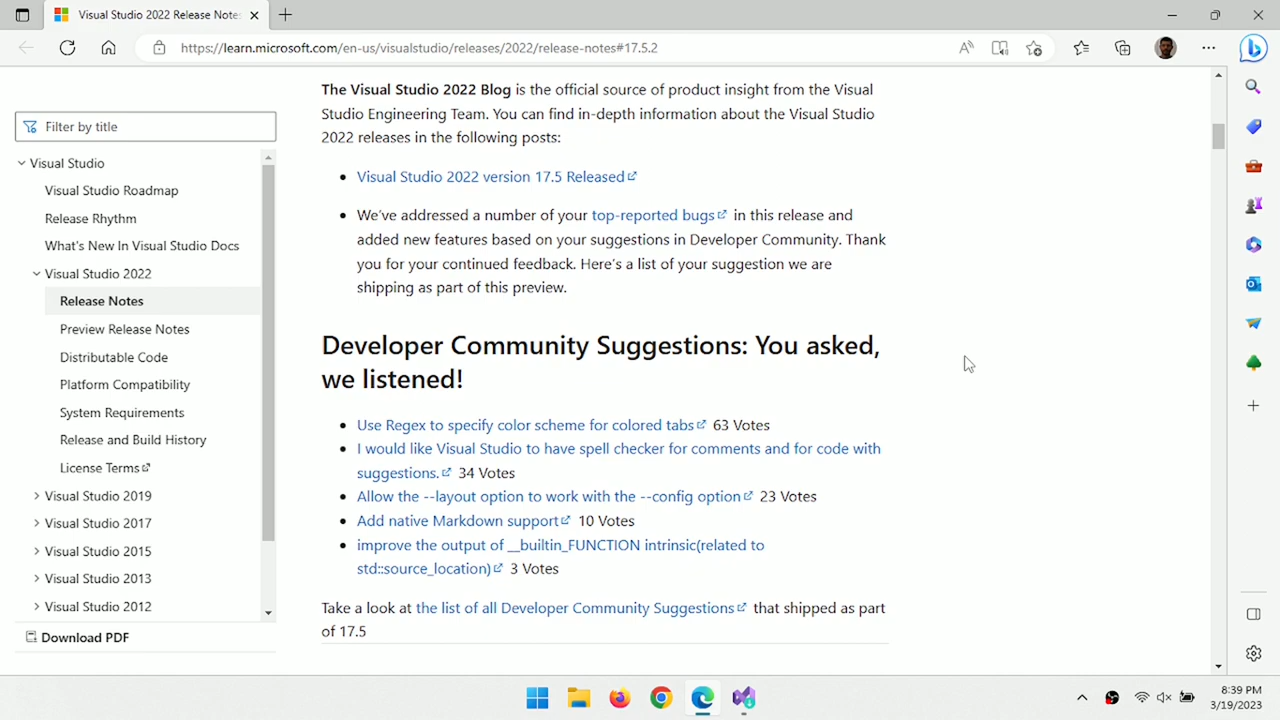 Visual Studio 2022 Release Note:
https://learn.microsoft.com/en-us/visualstudio/releases/2022/release-notes#17.5.2
Filter by title
Visual Studio
Visual Studio Roadmap
Release Rhythm
What's New In Visual Studio Docs
Visual Studio 2022
Release Notes
Preview Release Notes
Distributable Code
Platform Compatibility
System Requirements
Release and Build History
License Terms
Visual Studio 2019
Visual Studio 2017
Visual Studio 2015
Visual Studio 2013
Visual Studio 2012
Download PDF
The Visual Studio 2022 Blog is the official source of product insight from the Visual
Studio Engineering Team. You can find in-depth information about the Visual Studio
2022 releases in the following posts:
Visual Studio 2022 version 17.5 Released
We've addressed a number of your top-reported bugs in this release and
added new features based on your suggestions in Developer Community. Thank
you for your continued feedback. Here's a list of your suggestion we are
shipping as part of this preview.
Developer Community Suggestions: You asked,
we listened!
Use Regex to specify color scheme for colored tabs 63 Votes
I would like Visual Studio to have spell checker for comments and for code with
suggestions. 34 Votes
Allow the --layout option to work with the --config option 23 Votes
Add native Markdown support 10 Votes
improve the output of __builtin_FUNCTION intrinsic(related to
std::source_location) 3 Votes
Take a look at the list of all Developer Community Suggestions that shipped as part
of 17.5
8:39 PM
3/19/2023